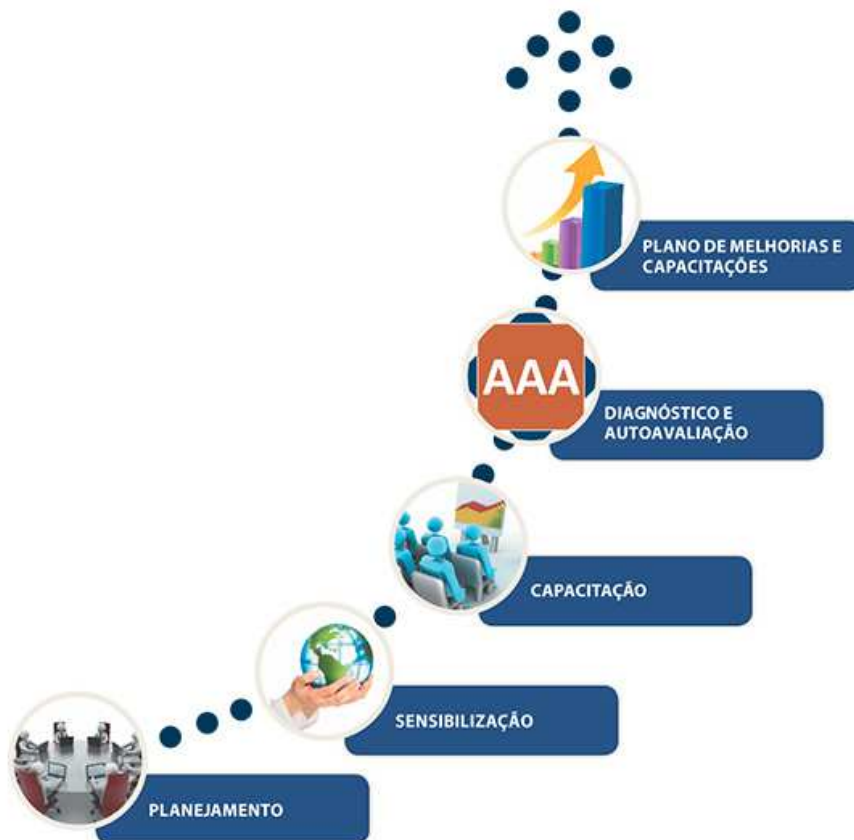 PLANO DE MELHORIAS E
CAPACITAÇÕES
AAA
DIAGNÓSTICO E
AUTOAVALIAÇÃO
CAPACITAÇÃO
SENSIBILIZAÇÃO
PLANEJAMENTO